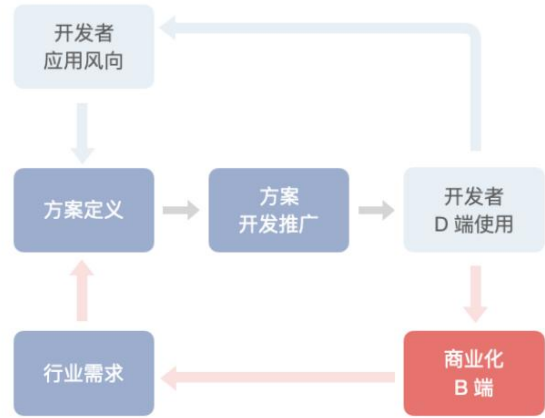 开发者
应用风向
方案定义
方案
开发推广
开发者
D 端使用
行业需求
商业化
B 端